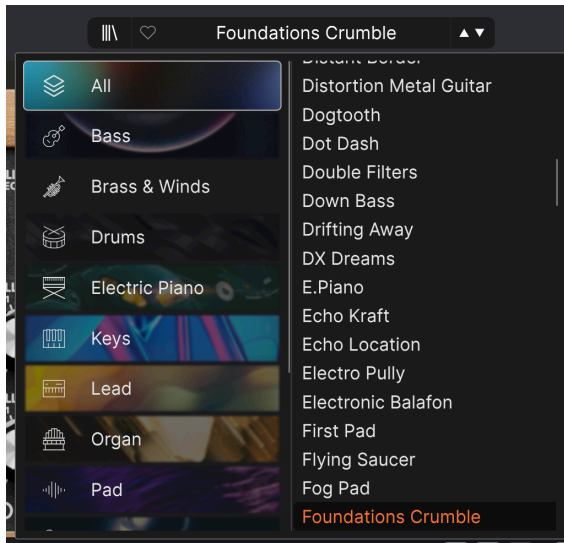 Foundations Crumble
All
Bass
Brass & Winds
Drums
Electric Piano
Keys
Lead
Organ
Pad
Distant Border
Distortion Metal Guitar
Dogtooth
Dot Dash
Double Filters
Down Bass
Drifting Away
DX Dreams
E.Piano
Echo Kraft
Echo Location
Electro Pully
Electronic Balafon
First Pad
Flying Saucer
Fog Pad
Foundations Crumble